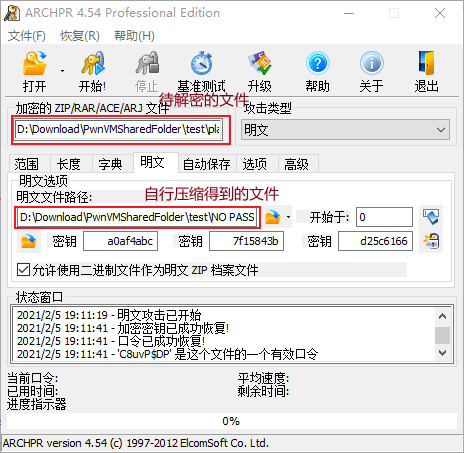 ARCHPR 4.54 Professional Edition
文件(F) 恢复(R) 帮助(H)
打开 开始! 停止 基准测试 升级 帮助 关于 退出
待解密的文件
加密的 ZIP/RAR/ACE/ARJ 文件 攻击类型
D:\Download\PwnVMSharedFolder\test\pla 明文
范围 长度 字典 明文 自动保存 选项 高级
明文选项
自行压缩得到的文件
明文文件路径:
D:\Download\PwnVMSharedFolder\test\NO PASS 开始于: 0
密钥 a0af4abc 密钥 7f15843b 密钥 d25c6166
允许使用二进制文件作为明文 ZIP 档案文件
状态窗口
2021/2/5 19:11:19 - 明文攻击已开始
2021/2/5 19:11:41 - 加密密钥已成功恢复!
2021/2/5 19:11:41 - 口令已成功恢复!
2021/2/5 19:11:41 - 'C8uvP$DP' 是这个文件的一个有效口令
当前口令: 平均速度:
已用时间: 剩余时间:
进度指示器
0%
ARCHPR version 4.54 (c) 1997-2012 ElcomSoft Co. Ltd.